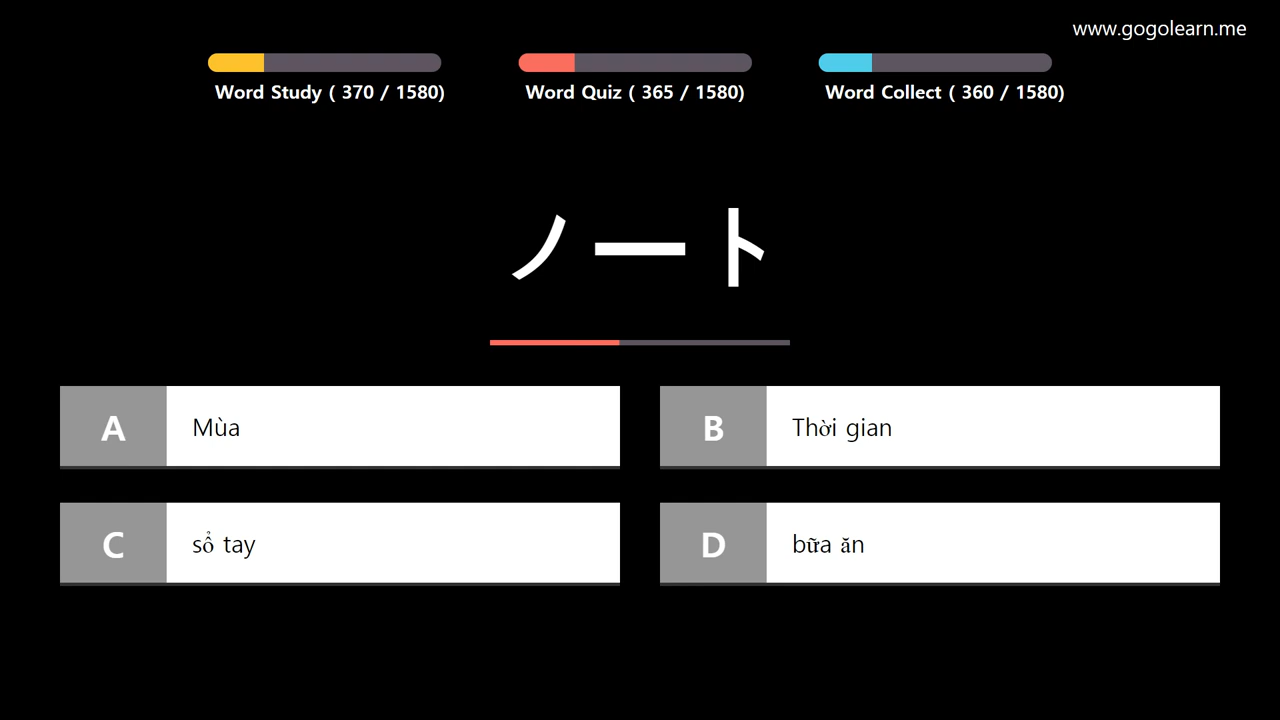 www.gogolearn.me
Word Study ( 370 / 1580)
Word Quiz ( 365 / 1580)
Word Collect ( 360 / 1580)
ノート
A Mùa
B Thời gian
C sổ tay
D bữa ăn